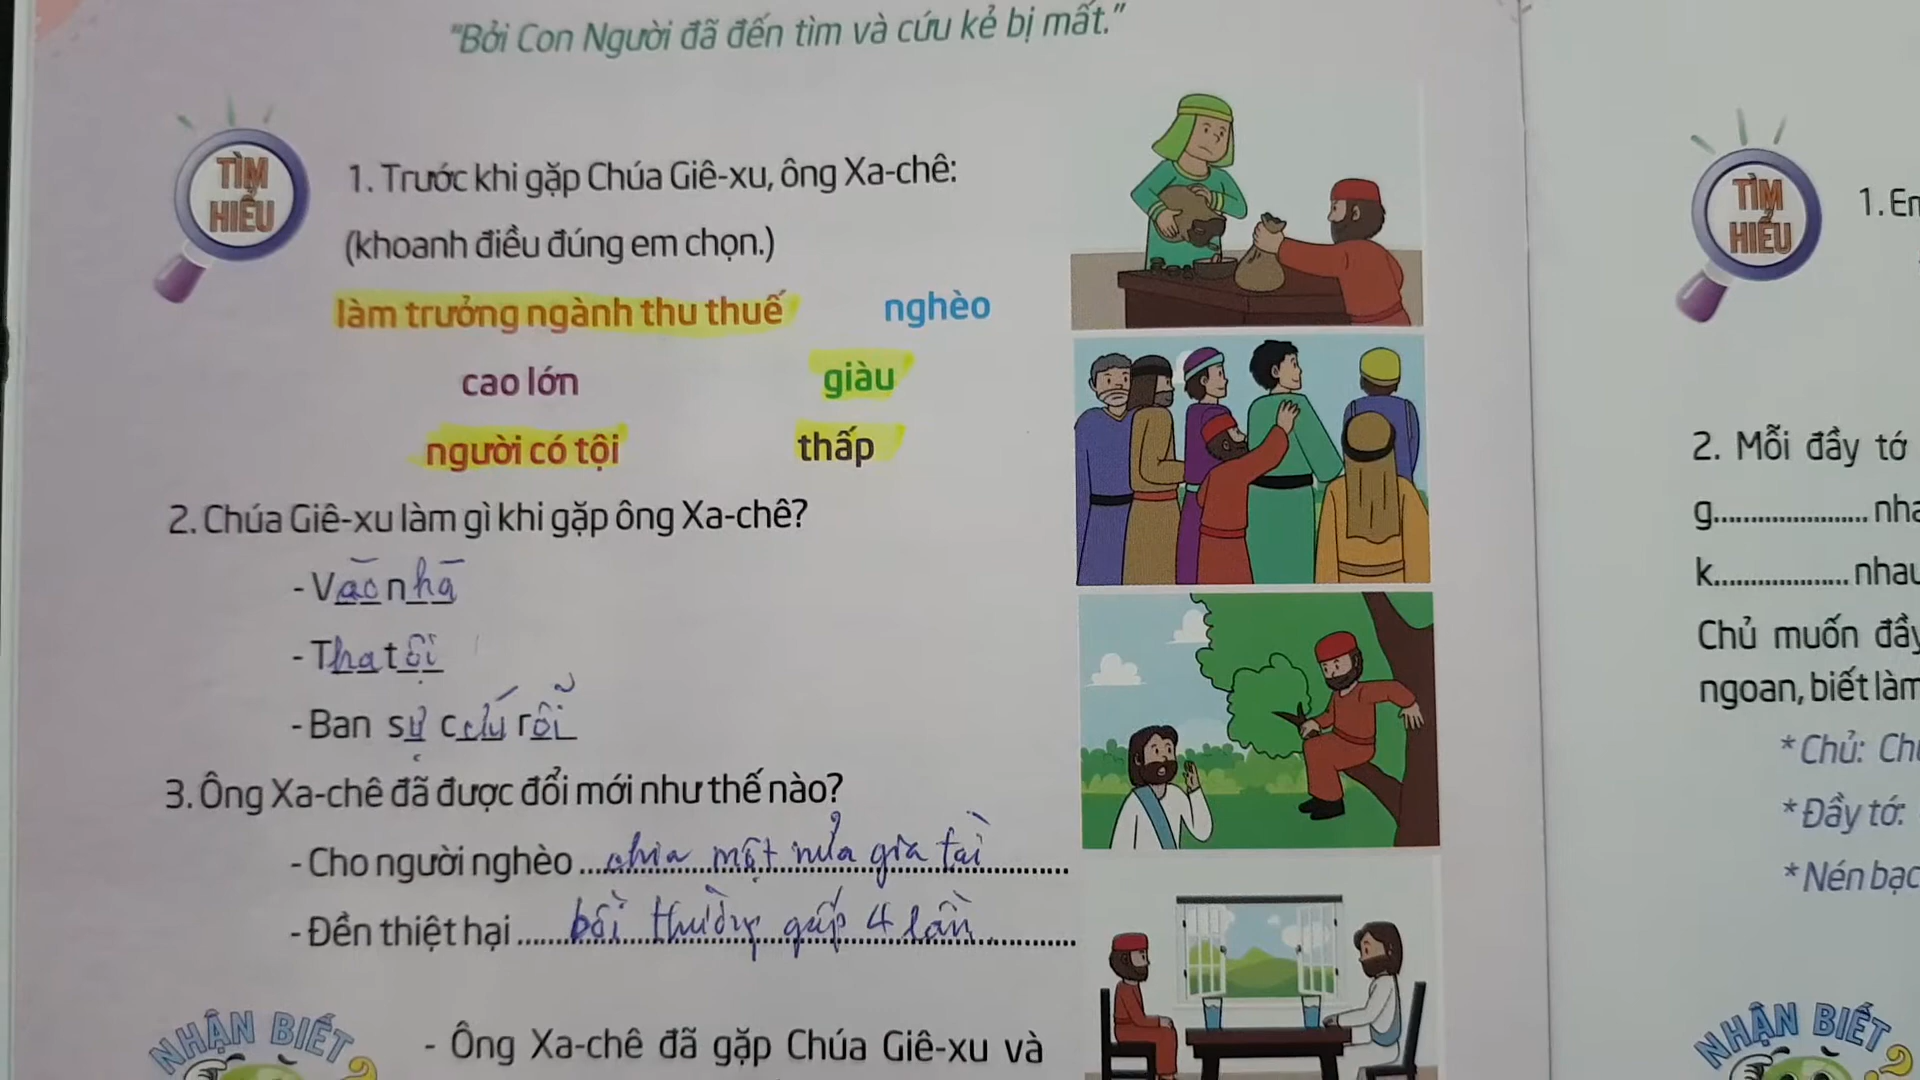 "Bởi Con Người đã đến tìm và cứu kẻ bị mất."
TÌM
HIỂU
1. Trước khi gặp Chúa Giê-xu, ông Xa-chê:
(khoanh điều đúng em chọn.)
làm trưởng ngành thu thuế nghèo
cao lớn giàu
người có tội thấp
2. Chúa Giê-xu làm gì khi gặp ông Xa-chê?
- Vào nhà
- Tha tội
- Ban sự cứu rỗi
3. Ông Xa-chê đã được đổi mới như thế nào?
- Cho người nghèo chia một nửa gia tài
- Đền thiệt hại bồi thường gấp 4 lần
NHẬN BIẾT
- Ông Xa-chê đã gặp Chúa Giê-xu và
TÌM
HIỂU
1. Em
2. Mỗi đầy tớ
g..................... nha
k................... nhau
Chủ muốn đầy
ngoan, biết làm
* Chủ: Chú
* Đầy tớ:
* Nén bạc
NHẬN BIẾT